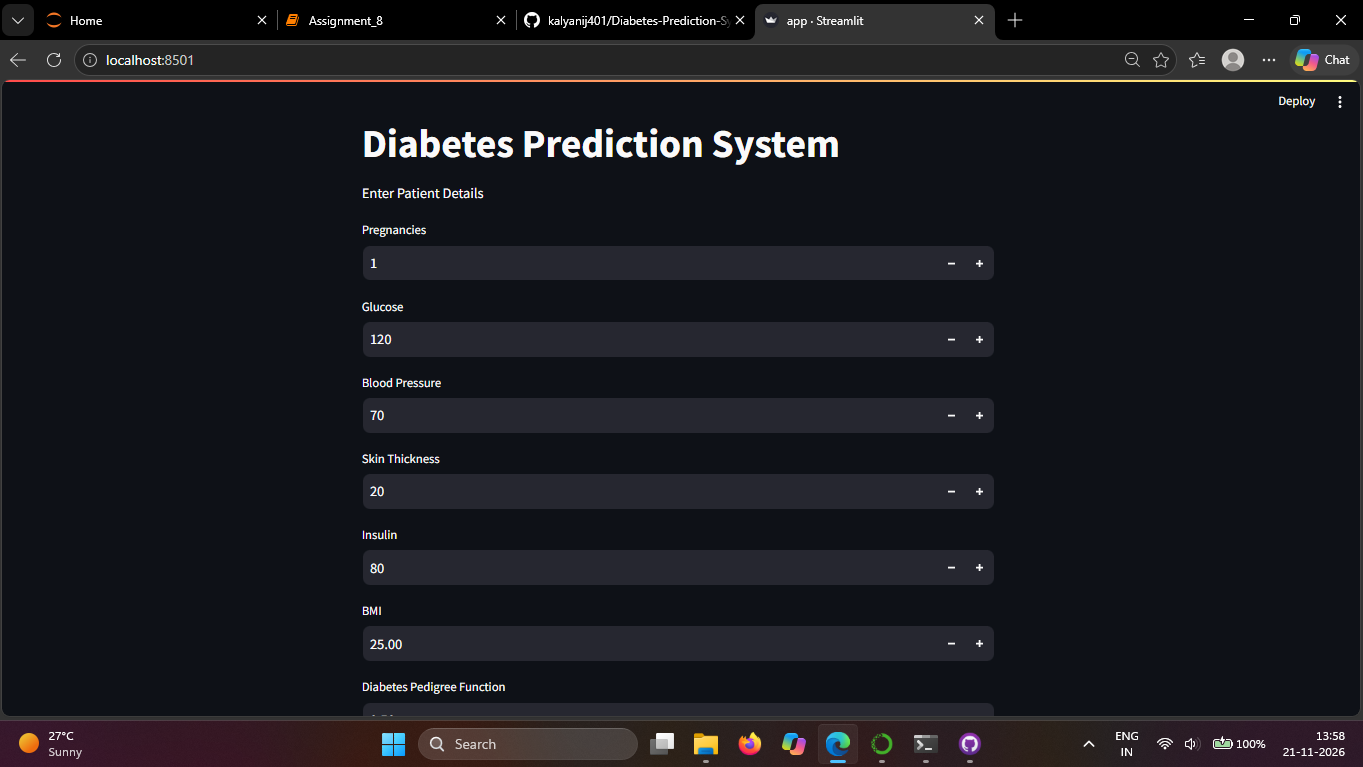 Home
Assignment_8
kalyanij401/Diabetes-Prediction-Sy
app · Streamlit
localhost:8501
Chat
Deploy
Diabetes Prediction System
Enter Patient Details
Pregnancies
1
Glucose
120
Blood Pressure
70
Skin Thickness
20
Insulin
80
BMI
25.00
Diabetes Pedigree Function
27°C
Sunny
Search
ENG
IN
100%
13:58
21-11-2026